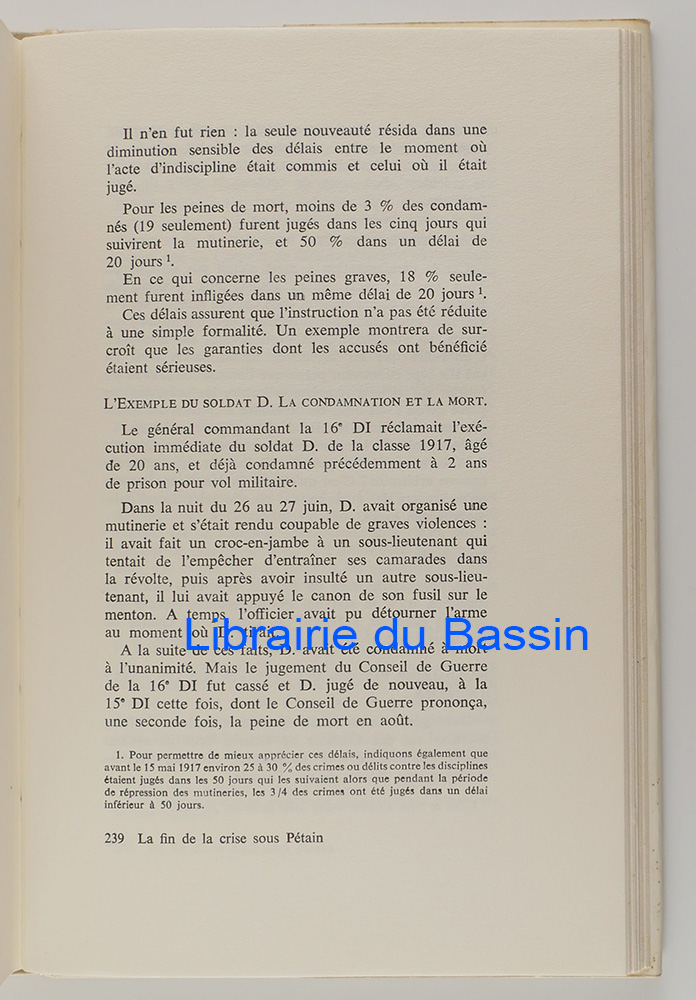 Il n'en fut rien : la seule nouveauté résida dans une
diminution sensible des délais entre le moment où
l'acte d'indiscipline était commis et celui où il était
jugé.
Pour les peines de mort, moins de 3 % des condam-
nés (19 seulement) furent jugés dans les cinq jours qui
suivirent la mutinerie, et 50 % dans un délai de
20 jours ¹.
En ce qui concerne les peines graves, 18 % seule-
ment furent infligées dans un même délai de 20 jours ¹.
Ces délais assurent que l'instruction n'a pas été réduite
à une simple formalité. Un exemple montrera de sur-
croît que les garanties dont les accusés ont bénéficié
étaient sérieuses.
L'EXEMPLE DU SOLDAT D. LA CONDAMNATION ET LA MORT.
Le général commandant la 16ᵉ DI réclamait l'exé-
cution immédiate du soldat D. de la classe 1917, âgé
de 20 ans, et déjà condamné précédemment à 2 ans
de prison pour vol militaire.
Dans la nuit du 26 au 27 juin, D. avait organisé une
mutinerie et s'était rendu coupable de graves violences :
il avait fait un croc-en-jambe à un sous-lieutenant qui
tentait de l'empêcher d'entraîner ses camarades dans
la révolte, puis après avoir insulté un autre sous-lieu-
tenant, il lui avait appuyé le canon de son fusil sur le
menton. A temps, l'officier avait pu détourner l'arme
au moment où D. tirait.
Librairie du Bassin
A la suite de ces faits, D. avait été condamné à mort
à l'unanimité. Mais le jugement du Conseil de Guerre
de la 16ᵉ DI fut cassé et D. jugé de nouveau, à la
15ᵉ DI cette fois, dont le Conseil de Guerre prononça,
une seconde fois, la peine de mort en août.
1. Pour permettre de mieux apprécier ces délais, indiquons également que
avant le 15 mai 1917 environ 25 à 30 % des crimes ou délits contre les disciplines
étaient jugés dans les 50 jours qui les suivaient alors que pendant la période
de répression des mutineries, les 3/4 des crimes ont été jugés dans un délai
inférieur à 50 jours.
239 La fin de la crise sous Pétain